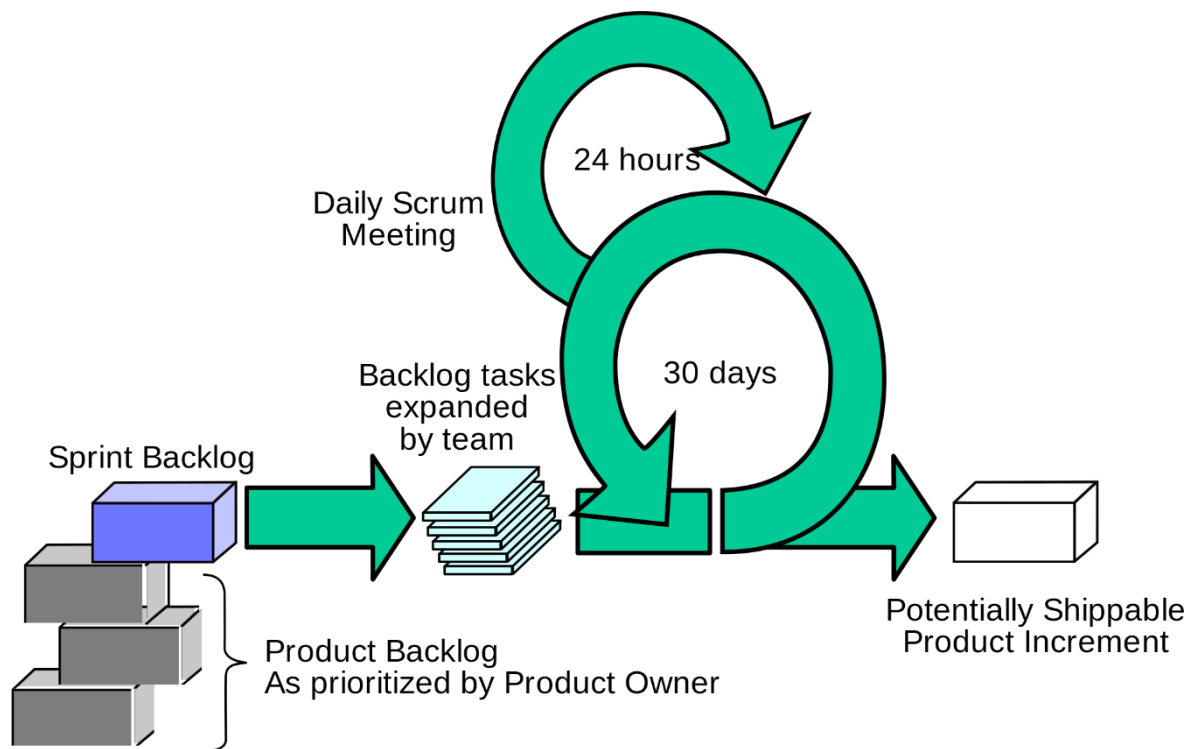 24 hours
Daily Scrum
Meeting
30 days
Backlog tasks
expanded
by team
Sprint Backlog
Potentially Shippable
Product Increment
Product Backlog
As prioritized by Product Owner